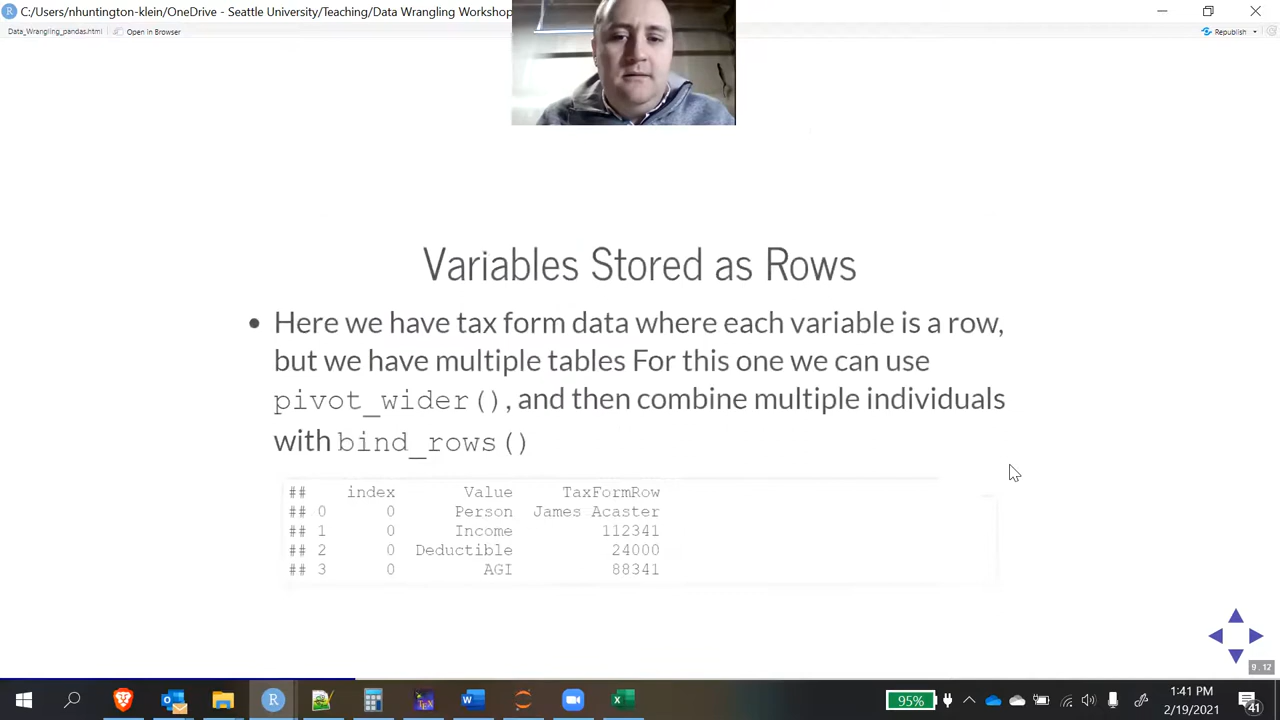 C:/Users/nhuntington-klein/OneDrive - Seattle University/Teaching/Data Wrangling Workshop
Data_Wrangling_pandas.html
Open in Browser
Republish
Variables Stored as Rows
Here we have tax form data where each variable is a row,
but we have multiple tables For this one we can use
pivot_wider(), and then combine multiple individuals
with bind_rows()
## index Value TaxFormRow
## 0 0 Person James Acaster
## 1 0 Income 112341
## 2 0 Deductible 24000
## 3 0 AGI 88341
9.12
95%
1:41 PM
2/19/2021
41